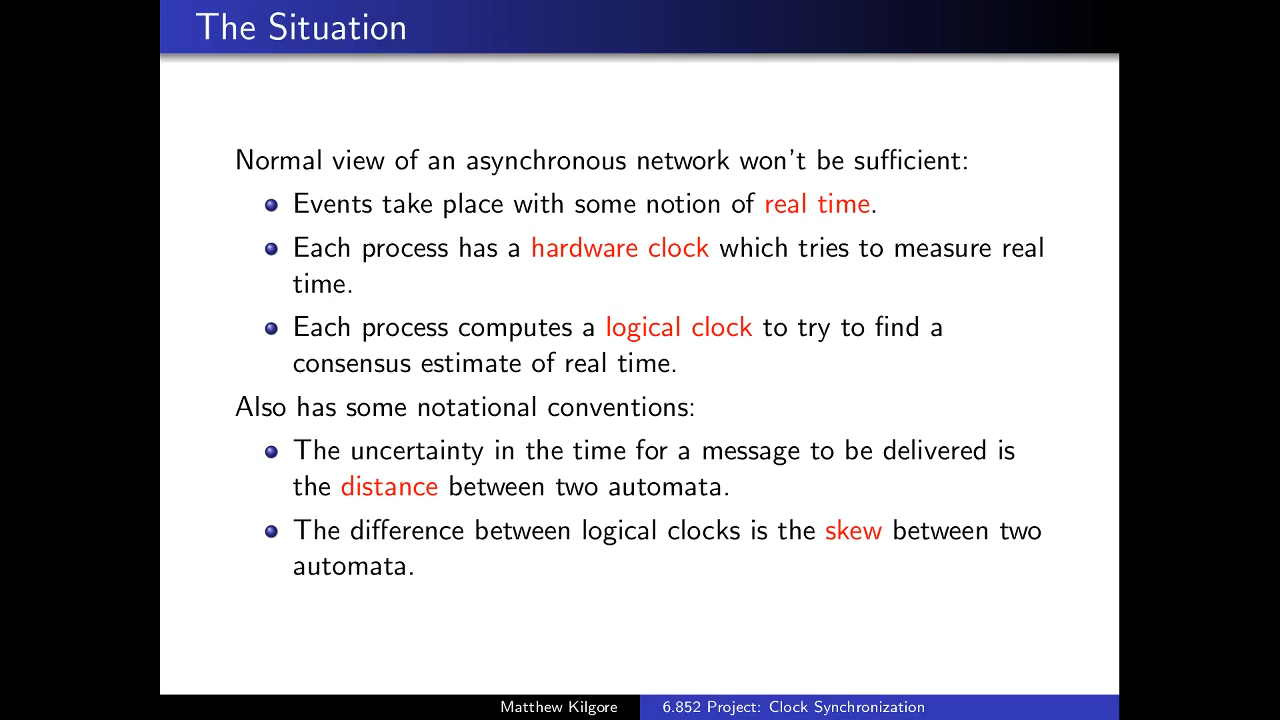 The Situation
Normal view of an asynchronous network won't be sufficient:
Events take place with some notion of real time.
Each process has a hardware clock which tries to measure real
time.
Each process computes a logical clock to try to find a
consensus estimate of real time.
Also has some notational conventions:
The uncertainty in the time for a message to be delivered is
the distance between two automata.
The difference between logical clocks is the skew between two
automata.
Matthew Kilgore
6.852 Project: Clock Synchronization